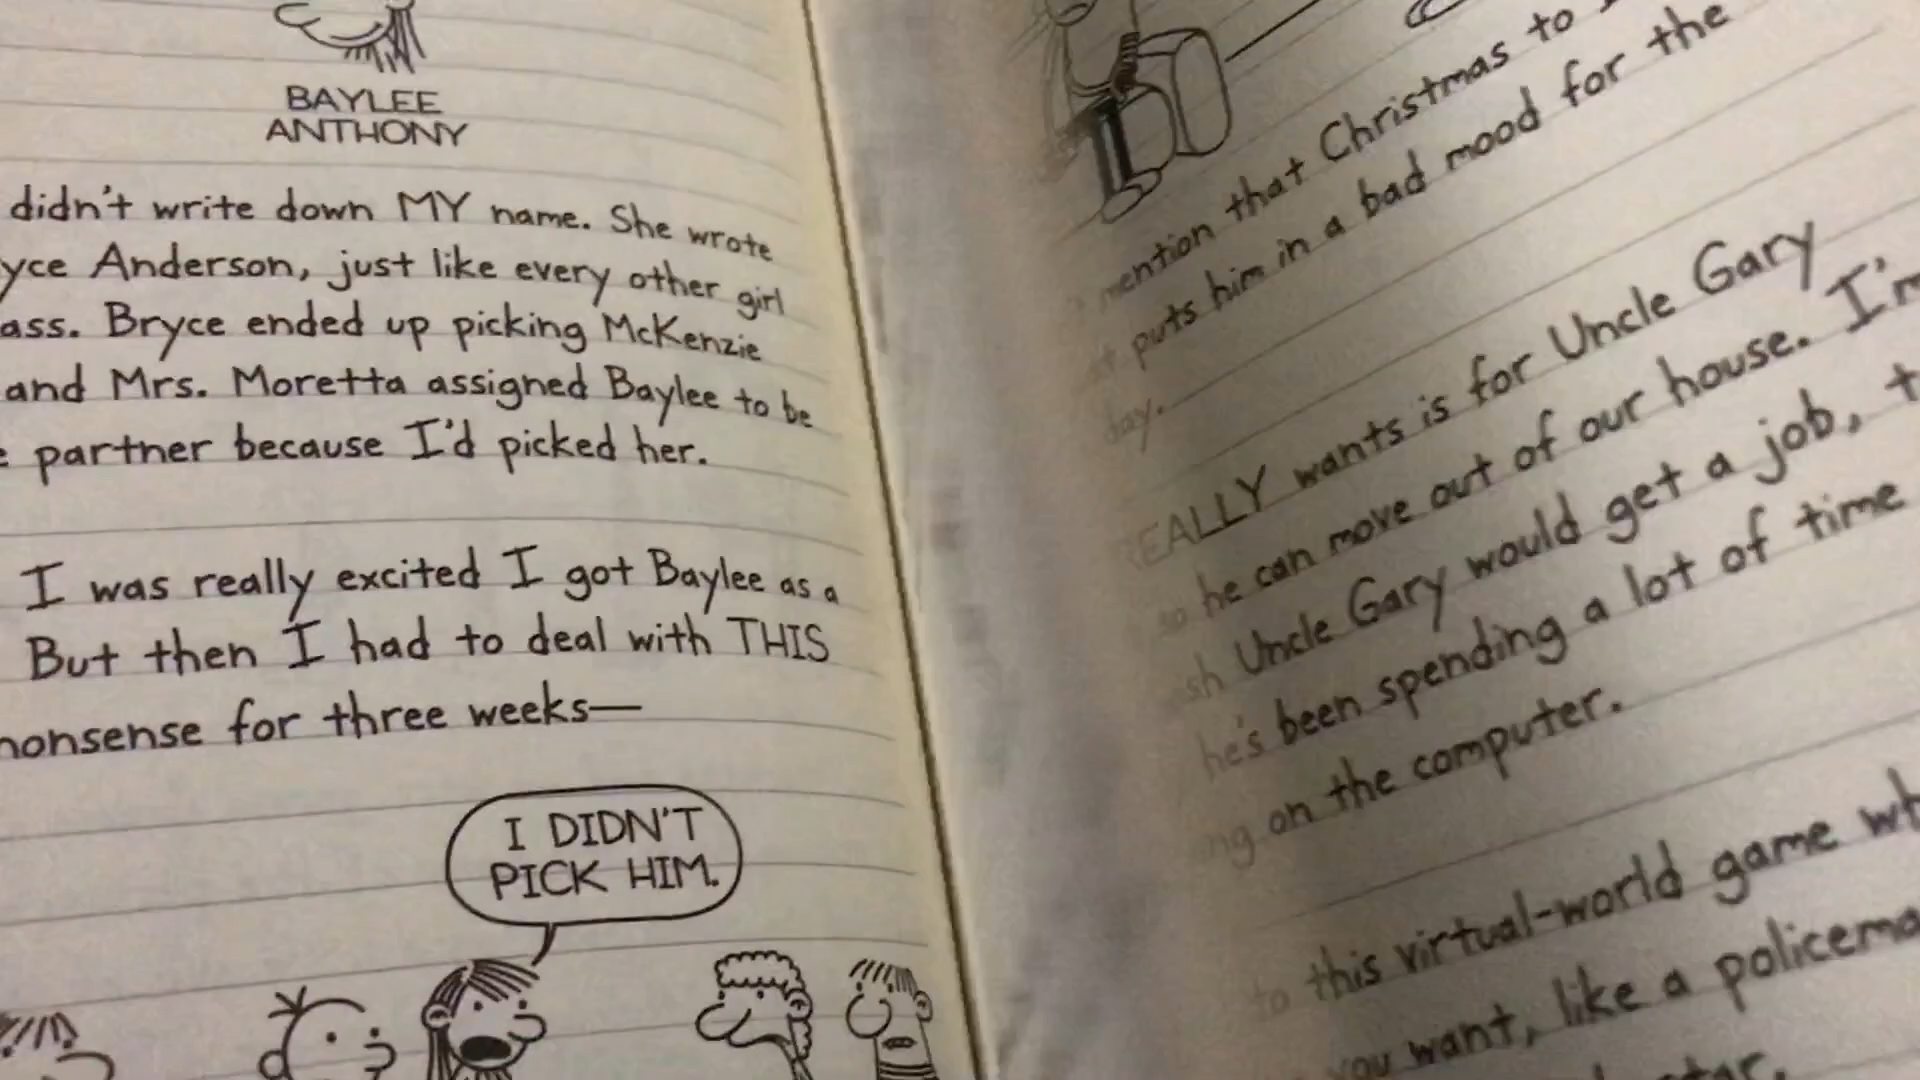 BAYLEE
ANTHONY
didn't write down MY name. She wrote
yce Anderson, just like every other girl
ass. Bryce ended up picking McKenzie
and Mrs. Moretta assigned Baylee to be
e partner because I'd picked her.
I was really excited I got Baylee as a
But then I had to deal with THIS
nonsense for three weeks—
I DIDN'T
PICK HIM.
mention that Christmas to
puts him in a bad mood for the
day.
EALLY wants is for Uncle Gary
so he can move out of our house. I'm
sh Uncle Gary would get a job, t
he's been spending a lot of time
ng on the computer.
to this virtual-world game wh
you want, like a policema